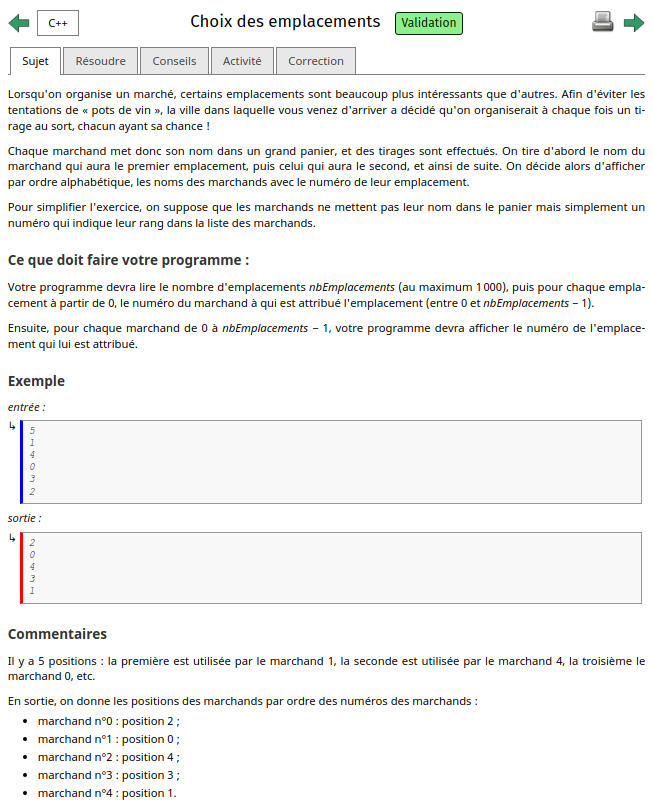 C++
Choix des emplacements
Validation
Sujet
Résoudre
Conseils
Activité
Correction
Lorsqu'on organise un marché, certains emplacements sont beaucoup plus intéressants que d'autres. Afin d'éviter les
tentations de « pots de vin », la ville dans laquelle vous venez d'arriver a décidé qu'on organiserait à chaque fois un ti-
rage au sort, chacun ayant sa chance !
Chaque marchand met donc son nom dans un grand panier, et des tirages sont effectués. On tire d'abord le nom du
marchand qui aura le premier emplacement, puis celui qui aura le second, et ainsi de suite. On décide alors d'afficher
par ordre alphabétique, les noms des marchands avec le numéro de leur emplacement.
Pour simplifier l'exercice, on suppose que les marchands ne mettent pas leur nom dans le panier mais simplement un
numéro qui indique leur rang dans la liste des marchands.
Ce que doit faire votre programme :
Votre programme devra lire le nombre d'emplacements nbEmplacements (au maximum 1 000), puis pour chaque empla-
cement à partir de 0, le numéro du marchand à qui est attribué l'emplacement (entre 0 et nbEmplacements − 1).
Ensuite, pour chaque marchand de 0 à nbEmplacements − 1, votre programme devra afficher le numéro de l'emplace-
ment qui lui est attribué.
Exemple
entrée :
5
1
4
0
3
2
sortie :
2
0
4
3
1
Commentaires
Il y a 5 positions : la première est utilisée par le marchand 1, la seconde est utilisée par le marchand 4, la troisième le
marchand 0, etc.
En sortie, on donne les positions des marchands par ordre des numéros des marchands :
• marchand n°0 : position 2 ;
• marchand n°1 : position 0 ;
• marchand n°2 : position 4 ;
• marchand n°3 : position 3 ;
• marchand n°4 : position 1.